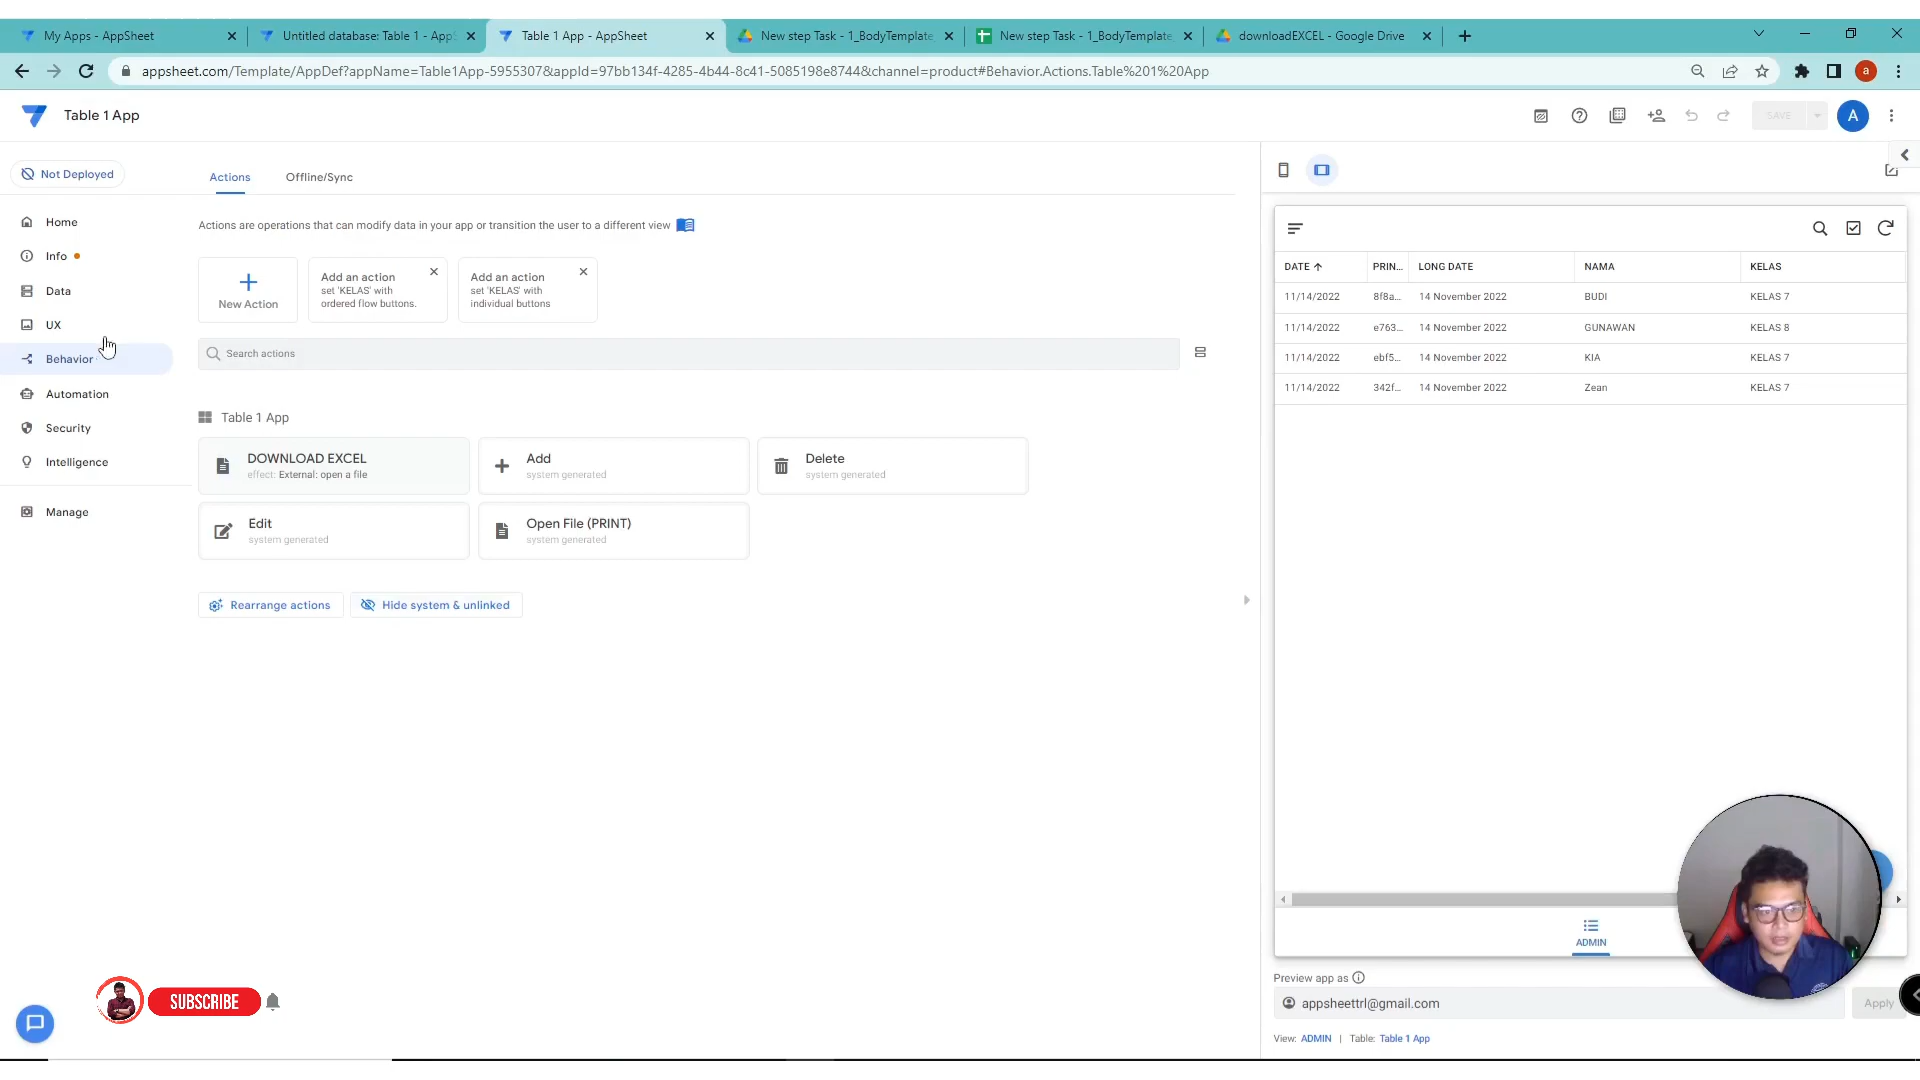 My Apps - AppSheet
Untitled database: Table 1 - AppS
Table 1 App - AppSheet
New step Task - 1_BodyTemplate
New step Task - 1_BodyTemplate
downloadEXCEL - Google Drive
appsheet.com/Template/AppDef?appName=Table1App-5955307&appId=97bb134f-4285-4b44-8c41-5085198e8744&channel=product#Behavior.Actions.Table%201%20App
a
Table 1 App
SAVE
A
Not Deployed
Actions
Offline/Sync
Home
Info
Data
UX
Behavior
Automation
Security
Intelligence
Manage
Actions are operations that can modify data in your app or transition the user to a different view
New Action
Add an action
set 'KELAS' with
ordered flow buttons.
Add an action
set 'KELAS' with
individual buttons
Search actions
Table 1 App
DOWNLOAD EXCEL
effect: External: open a file
Add
system generated
Delete
system generated
Edit
system generated
Open File (PRINT)
system generated
Rearrange actions
Hide system & unlinked
DATE PRIN... LONG DATE NAMA KELAS
11/14/2022 8f8a... 14 November 2022 BUDI KELAS 7
11/14/2022 e763... 14 November 2022 GUNAWAN KELAS 8
11/14/2022 ebf5... 14 November 2022 KIA KELAS 7
11/14/2022 342f... 14 November 2022 Zean KELAS 7
ADMIN
Preview app as
appsheettrl@gmail.com
Apply
View: ADMIN | Table: Table 1 App
SUBSCRIBE